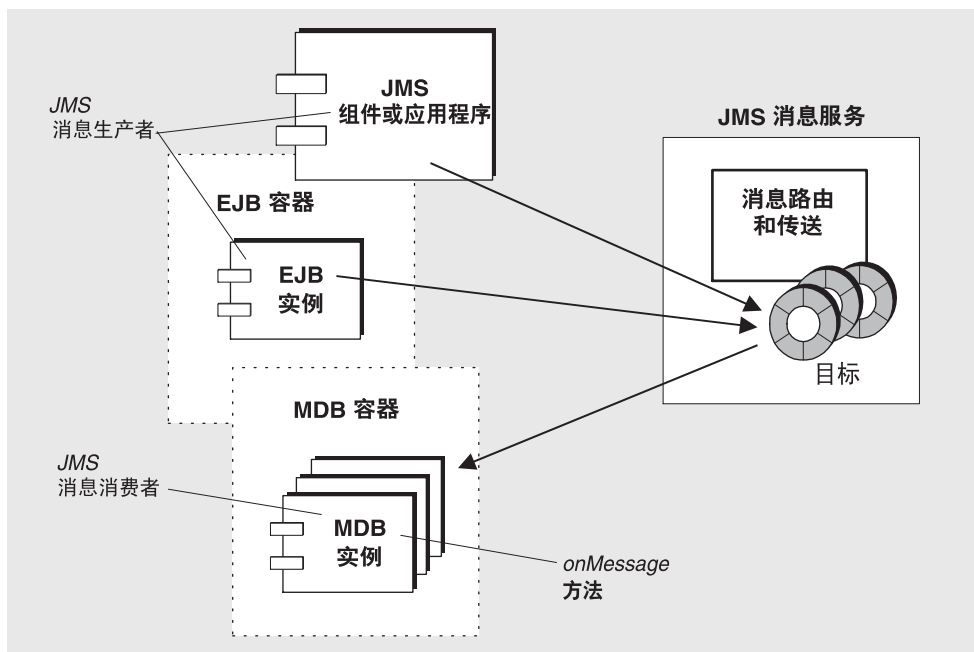 JMS
组件或应用程序
JMS
消息生产者
JMS 消息服务
消息路由
和传送
EJB 容器
EJB
实例
目标
MDB 容器
JMS
消息消费者
MDB
实例
onMessage
方法